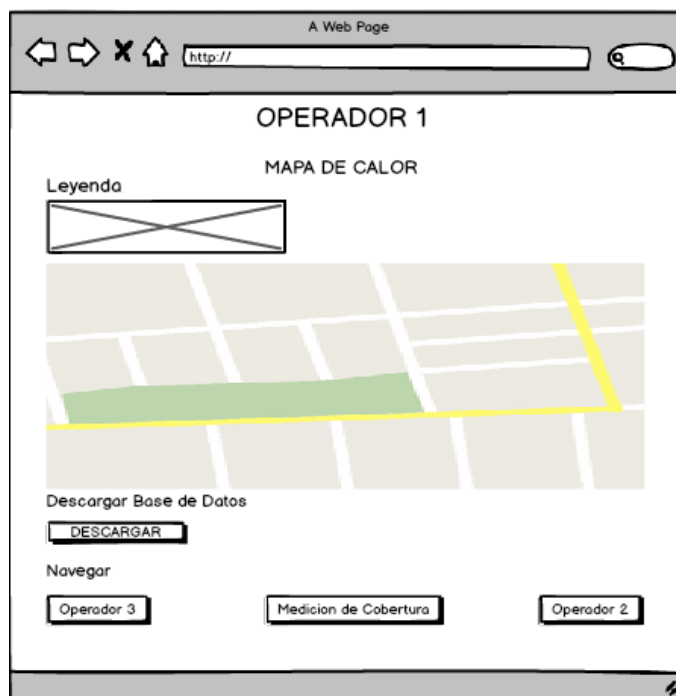 A Web Page
http://
OPERADOR 1
MAPA DE CALOR
Leyenda
Descargar Base de Datos
DESCARGAR
Navegar
Operador 3 Medicion de Cobertura Operador 2